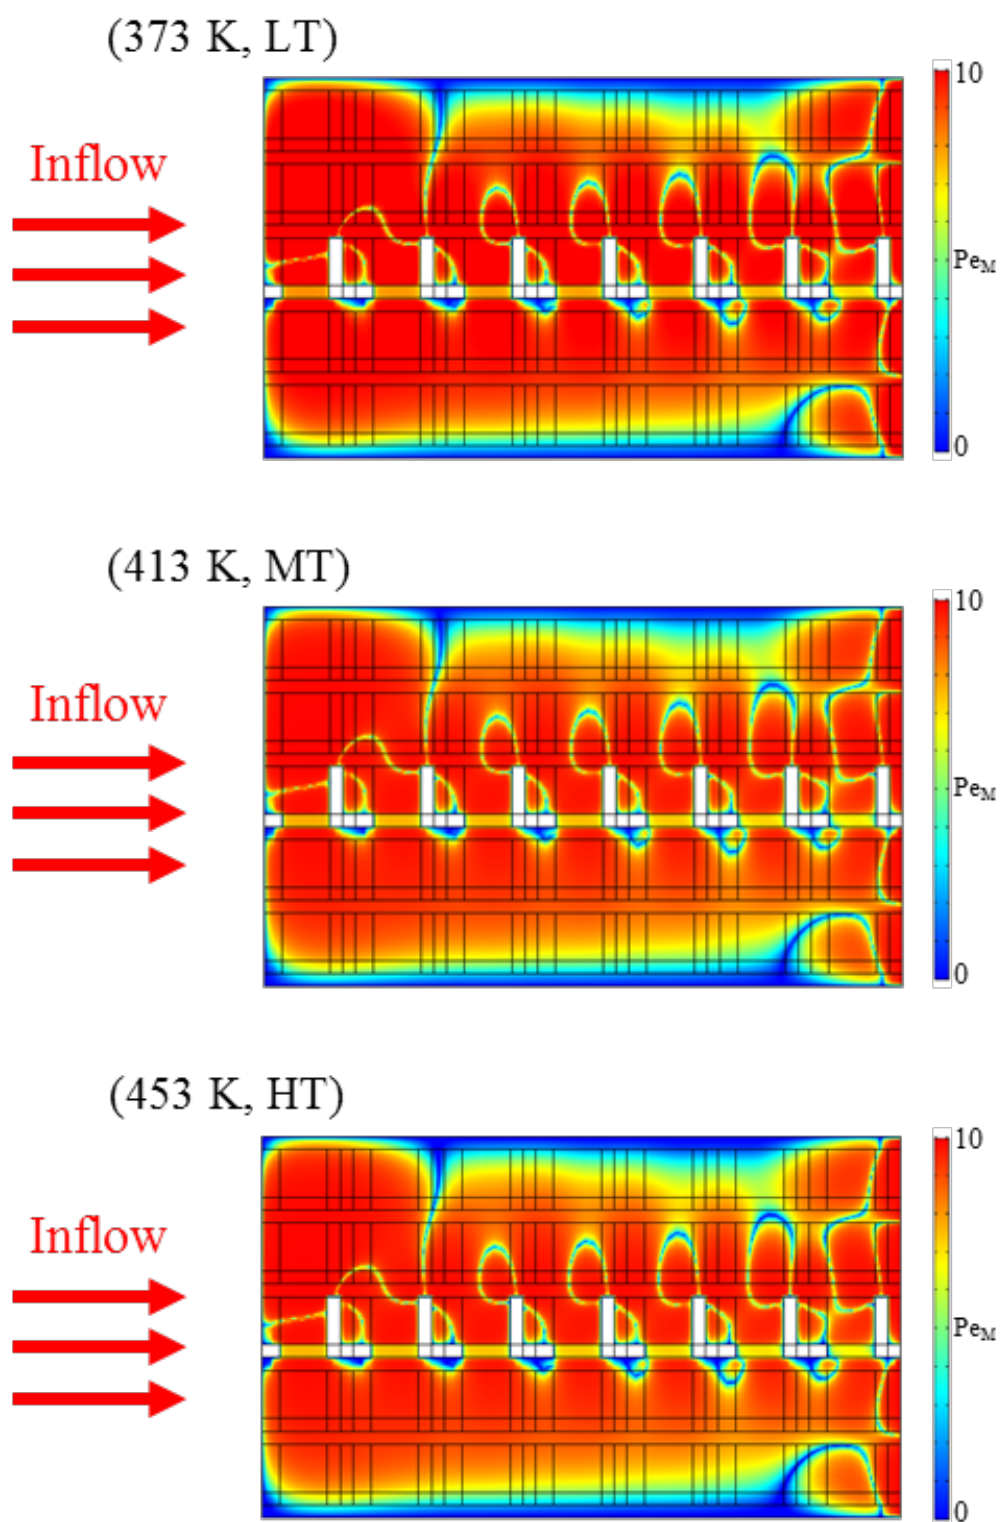 (373 K, LT)
10
Inflow
PeM
0
(413 K, MT)
10
Inflow
PeM
0
(453 K, HT)
10
Inflow
PeM
0